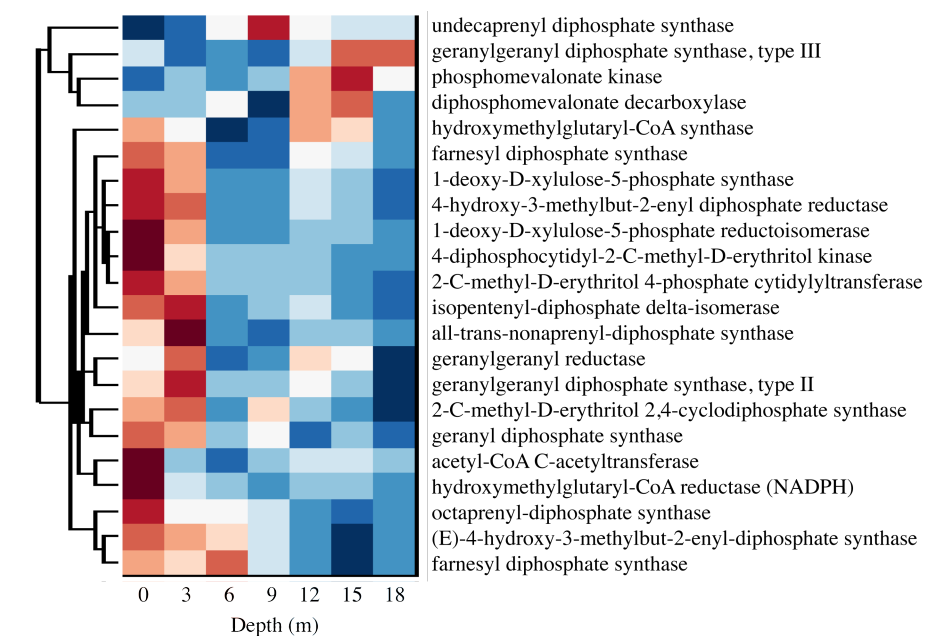 undecaprenyl diphosphate synthase
geranylgeranyl diphosphate synthase, type III
phosphomevalonate kinase
diphosphomevalonate decarboxylase
hydroxymethylglutaryl-CoA synthase
farnesyl diphosphate synthase
1-deoxy-D-xylulose-5-phosphate synthase
4-hydroxy-3-methylbut-2-enyl diphosphate reductase
1-deoxy-D-xylulose-5-phosphate reductoisomerase
4-diphosphocytidyl-2-C-methyl-D-erythritol kinase
2-C-methyl-D-erythritol 4-phosphate cytidylyltransferase
isopentenyl-diphosphate delta-isomerase
all-trans-nonaprenyl-diphosphate synthase
geranylgeranyl reductase
geranylgeranyl diphosphate synthase, type II
2-C-methyl-D-erythritol 2,4-cyclodiphosphate synthase
geranyl diphosphate synthase
acetyl-CoA C-acetyltransferase
hydroxymethylglutaryl-CoA reductase (NADPH)
octaprenyl-diphosphate synthase
(E)-4-hydroxy-3-methylbut-2-enyl-diphosphate synthase
farnesyl diphosphate synthase
0 3 6 9 12 15 18
Depth (m)